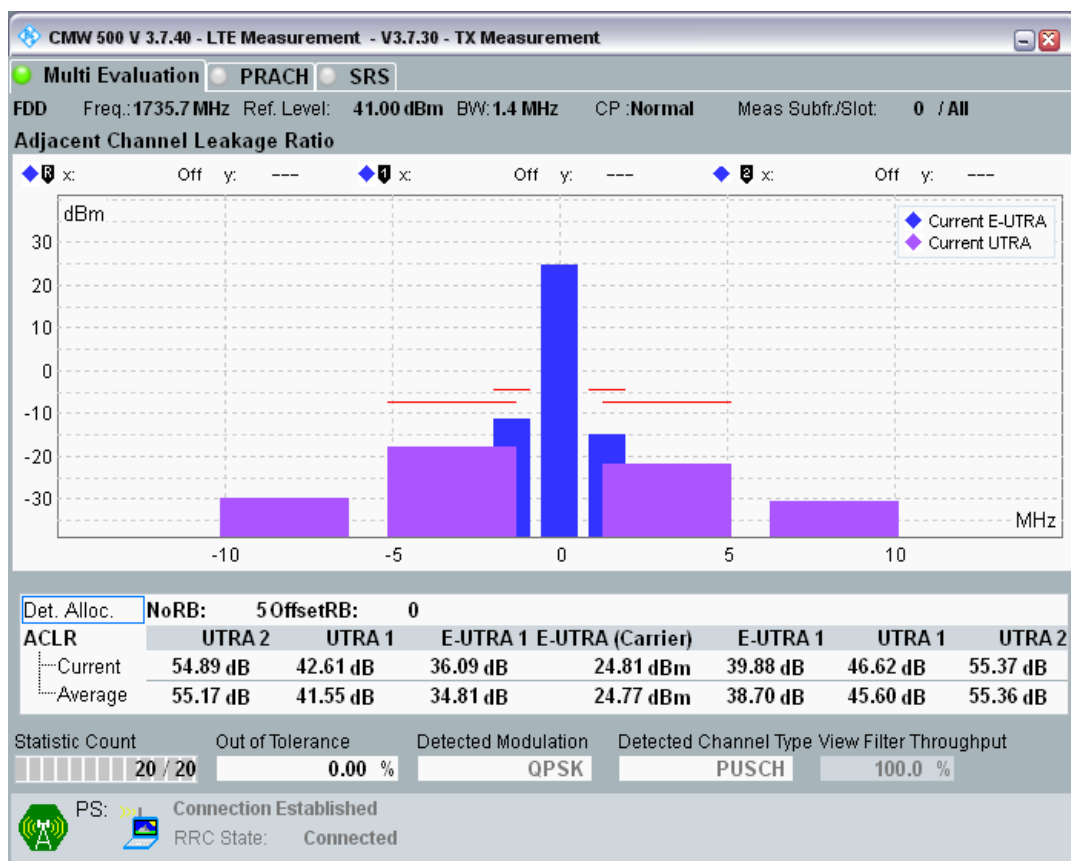 CMW 500 V 3.7.40 - LTE Measurement - V3.7.30 - TX Measurement
Multi Evaluation PRACH SRS
FDD Freq.: 1735.7 MHz Ref. Level: 41.00 dBm BW: 1.4 MHz CP : Normal Meas Subfr./Slot: 0 / All
Adjacent Channel Leakage Ratio
R x: Off y: --- 1 x: Off y: --- 2 x: Off y: ---
dBm
Current E-UTRA
Current UTRA
30
20
10
0
-10
-20
-30
MHz
-10 -5 0 5 10
Det. Alloc. NoRB: 5 OffsetRB: 0
ACLR UTRA 2 UTRA 1 E-UTRA 1 E-UTRA (Carrier) E-UTRA 1 UTRA 1 UTRA 2
Current 54.89 dB 42.61 dB 36.09 dB 24.81 dBm 39.88 dB 46.62 dB 55.37 dB
Average 55.17 dB 41.55 dB 34.81 dB 24.77 dBm 38.70 dB 45.60 dB 55.36 dB
Statistic Count Out of Tolerance Detected Modulation Detected Channel Type View Filter Throughput
20 / 20 0.00 % QPSK PUSCH 100.0 %
PS: Connection Established
RRC State: Connected